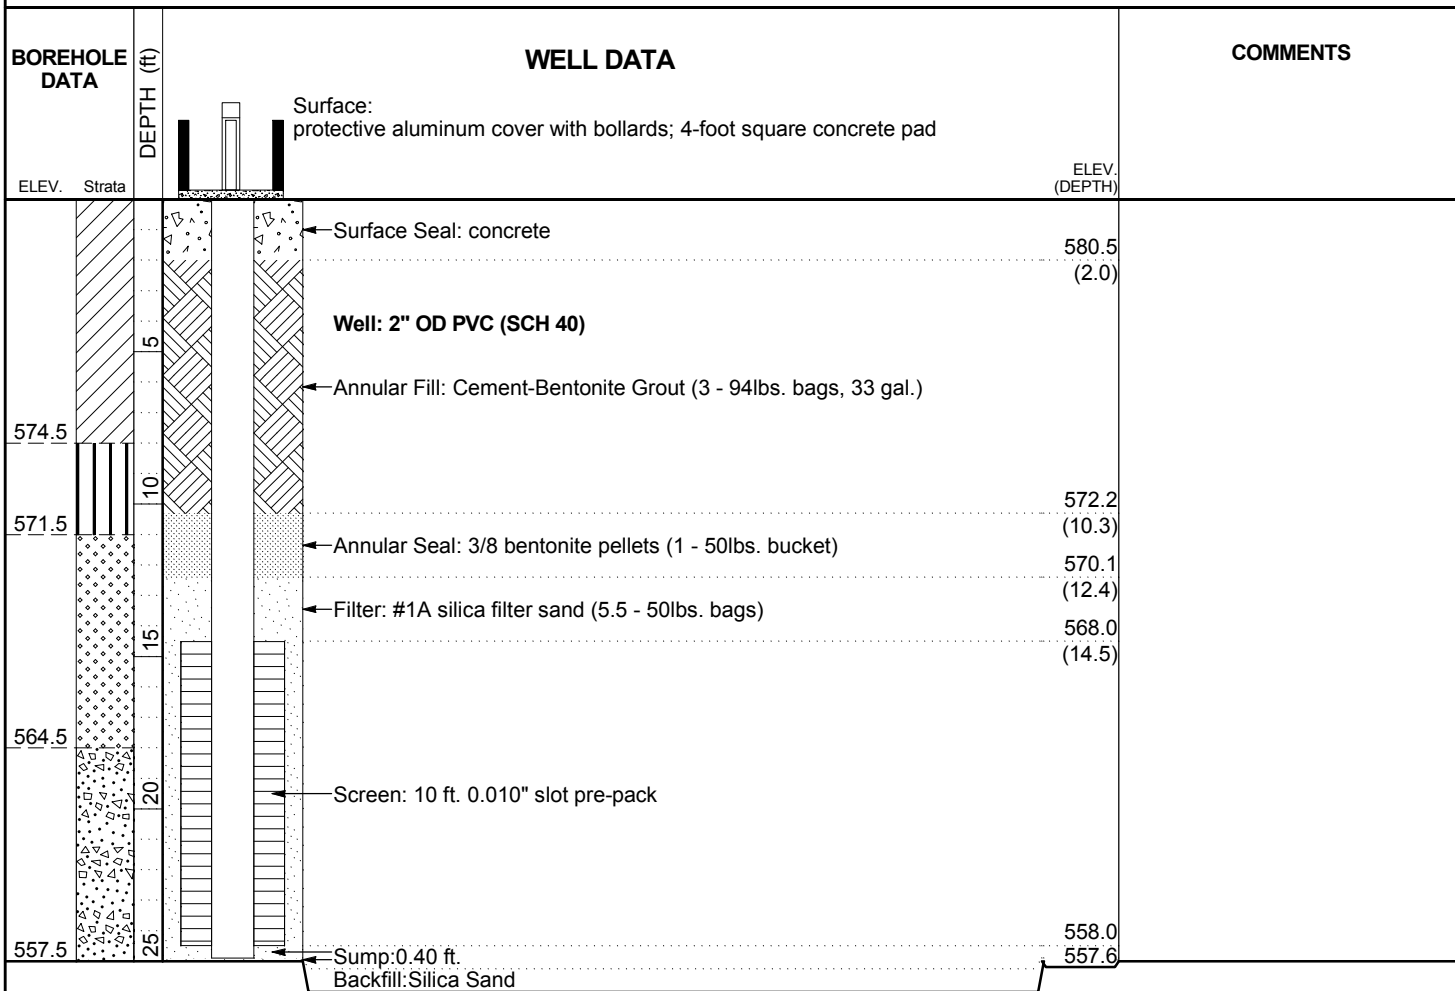 BOREHOLE
DATA
DEPTH (ft)
WELL DATA
COMMENTS
Surface:
protective aluminum cover with bollards; 4-foot square concrete pad
ELEV.
(DEPTH)
ELEV. Strata
Surface Seal: concrete
580.5
(2.0)
Well: 2" OD PVC (SCH 40)
5
Annular Fill: Cement-Bentonite Grout (3 - 94lbs. bags, 33 gal.)
574.5
10
572.2
(10.3)
571.5
Annular Seal: 3/8 bentonite pellets (1 - 50lbs. bucket)
570.1
(12.4)
Filter: #1A silica filter sand (5.5 - 50lbs. bags)
568.0
15
(14.5)
564.5
20
Screen: 10 ft. 0.010" slot pre-pack
558.0
25
557.5
Sump:0.40 ft.
557.6
Backfill:Silica Sand